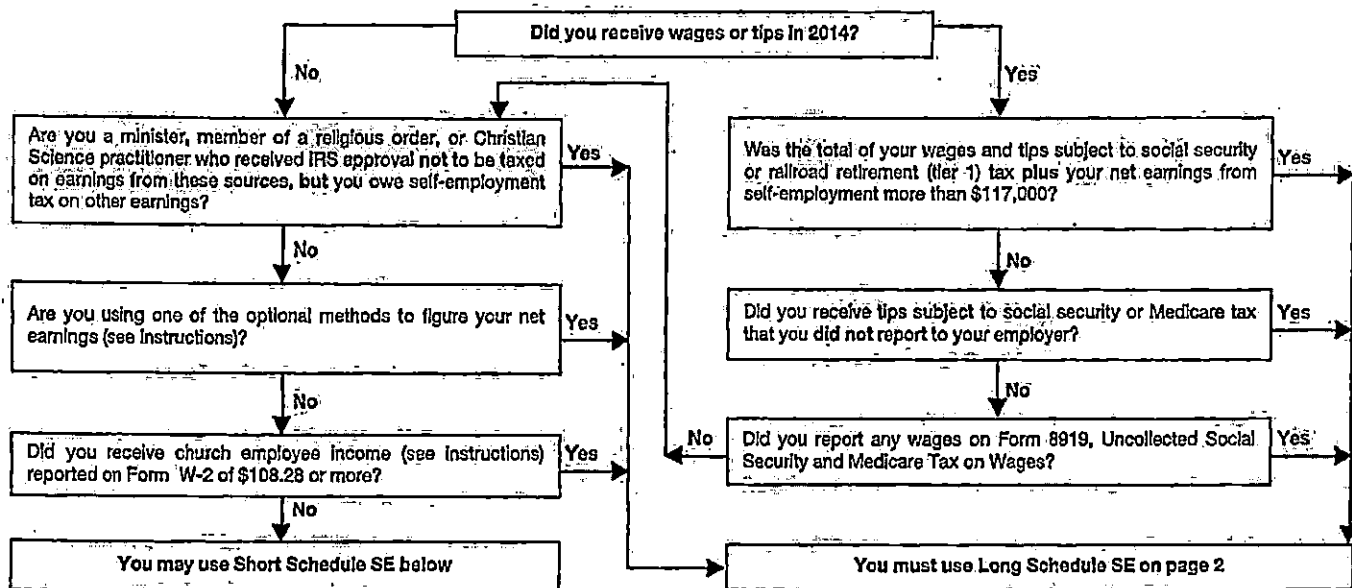 Did you receive wages or tips in 2014?
No
Yes
Are you a minister, member of a religious order, or Christian
Science practitioner who received IRS approval not to be taxed
on earnings from these sources, but you owe self-employment
tax on other earnings?
Yes
Was the total of your wages and tips subject to social security
or railroad retirement (tier 1) tax plus your net earnings from
self-employment more than $117,000?
Yes
No
No
Are you using one of the optional methods to figure your net
earnings (see instructions)?
Yes
Did you receive tips subject to social security or Medicare tax
that you did not report to your employer?
Yes
No
No
Did you receive church employee income (see instructions)
reported on Form W-2 of $108.28 or more?
Yes
No
Did you report any wages on Form 8919, Uncollected Social
Security and Medicare Tax on Wages?
Yes
No
You may use Short Schedule SE below
You must use Long Schedule SE on page 2